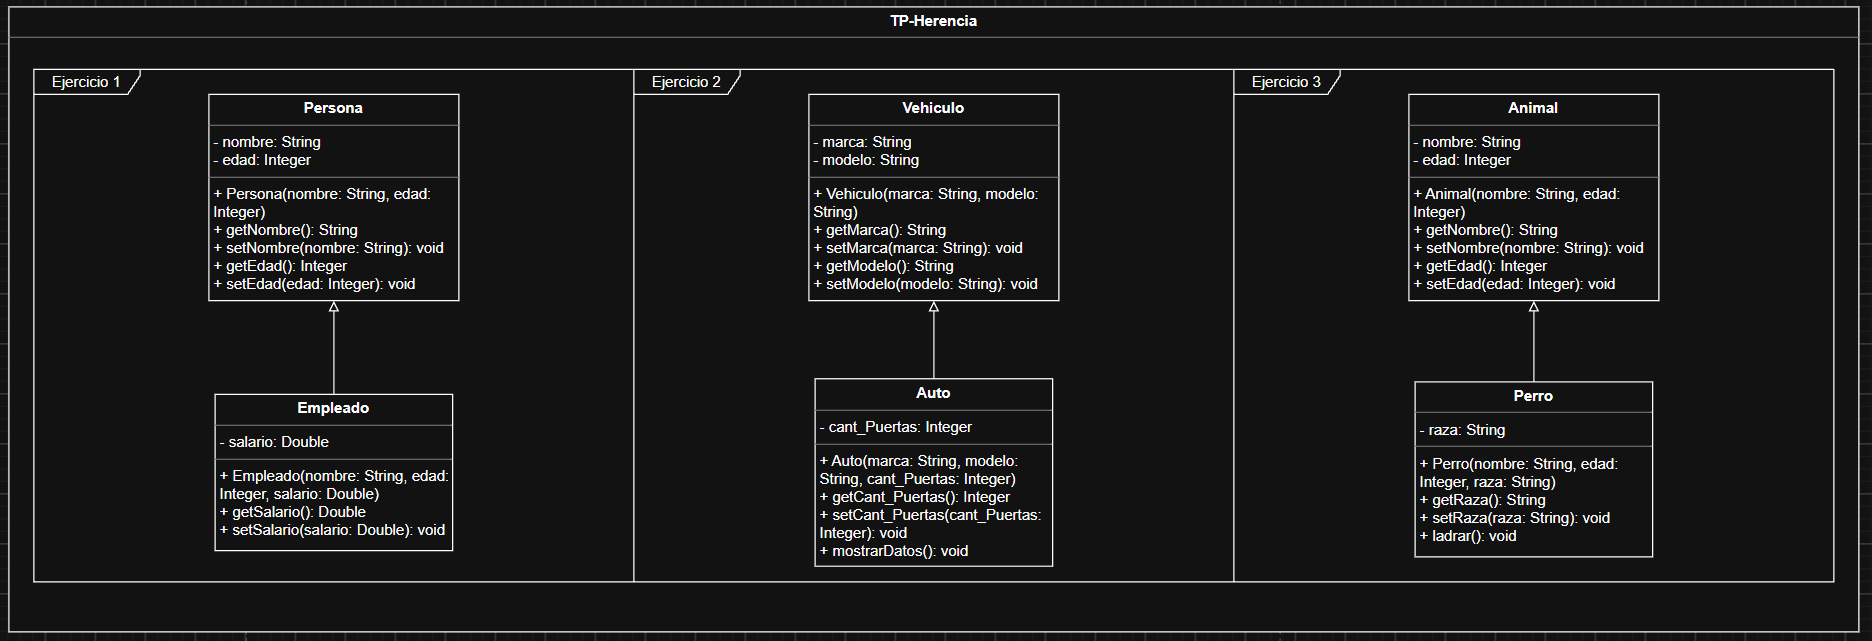 TP-Herencia
Ejercicio 1
Persona
- nombre: String
- edad: Integer
+ Persona(nombre: String, edad:
Integer)
+ getNombre(): String
+ setNombre(nombre: String): void
+ getEdad(): Integer
+ setEdad(edad: Integer): void
Empleado
- salario: Double
+ Empleado(nombre: String, edad:
Integer, salario: Double)
+ getSalario(): Double
+ setSalario(salario: Double): void
Ejercicio 2
Vehiculo
- marca: String
- modelo: String
+ Vehiculo(marca: String, modelo:
String)
+ getMarca(): String
+ setMarca(marca: String): void
+ getModelo(): String
+ setModelo(modelo: String): void
Auto
- cant_Puertas: Integer
+ Auto(marca: String, modelo:
String, cant_Puertas: Integer)
+ getCant_Puertas(): Integer
+ setCant_Puertas(cant_Puertas:
Integer): void
+ mostrarDatos(): void
Ejercicio 3
Animal
- nombre: String
- edad: Integer
+ Animal(nombre: String, edad:
Integer)
+ getNombre(): String
+ setNombre(nombre: String): void
+ getEdad(): Integer
+ setEdad(edad: Integer): void
Perro
- raza: String
+ Perro(nombre: String, edad:
Integer, raza: String)
+ getRaza(): String
+ setRaza(raza: String): void
+ ladrar(): void